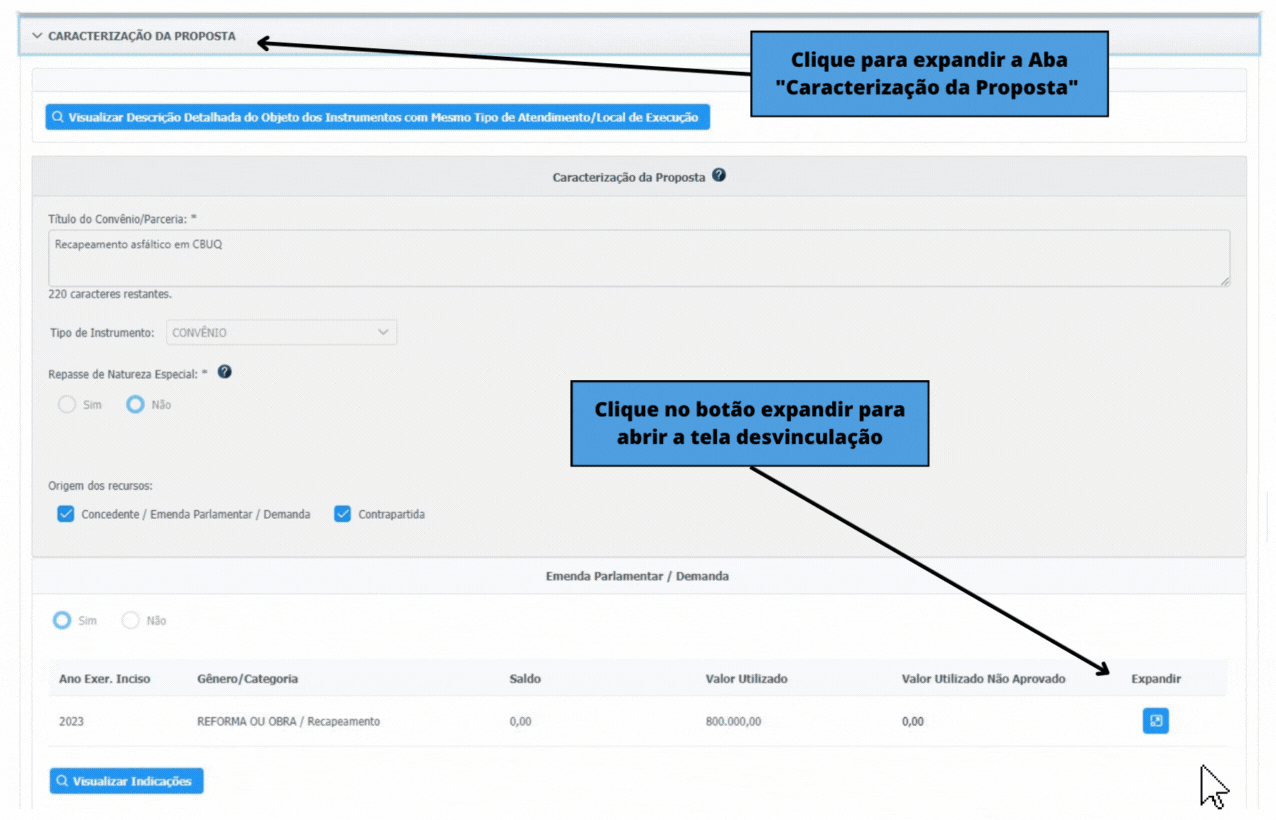 CARACTERIZAÇÃO DA PROPOSTA
Clique para expandir a Aba
"Caracterização da Proposta"
Visualizar Descrição Detalhada do Objeto dos Instrumentos com Mesmo Tipo de Atendimento/Local de Execução
Caracterização da Proposta ?
Título do Convênio/Parceria: *
Recapeamento asfáltico em CBUQ
220 caracteres restantes.
Tipo de Instrumento: CONVÊNIO
Repasse de Natureza Especial: * ?
Sim Não
Clique no botão expandir para
abrir a tela desvinculação
Origem dos recursos:
Concedente / Emenda Parlamentar / Demanda Contrapartida
Emenda Parlamentar / Demanda
Sim Não
Ano Exer. Inciso Gênero/Categoria Saldo Valor Utilizado Valor Utilizado Não Aprovado Expandir
2023 REFORMA OU OBRA / Recapeamento 0,00 800.000,00 0,00
Visualizar Indicações